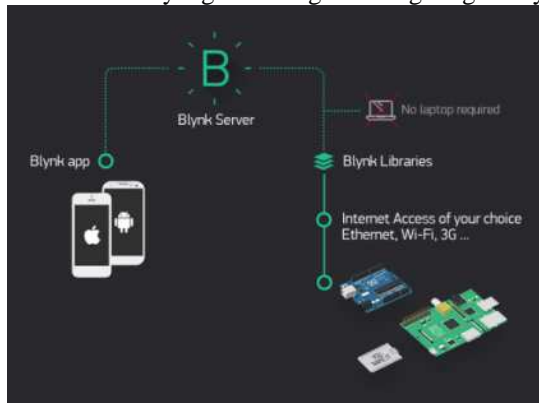 B
Blynk Server
No laptop required
Blynk app
Blynk Libraries
Internet Access of your choice
Ethernet, Wi-Fi, 3G ...